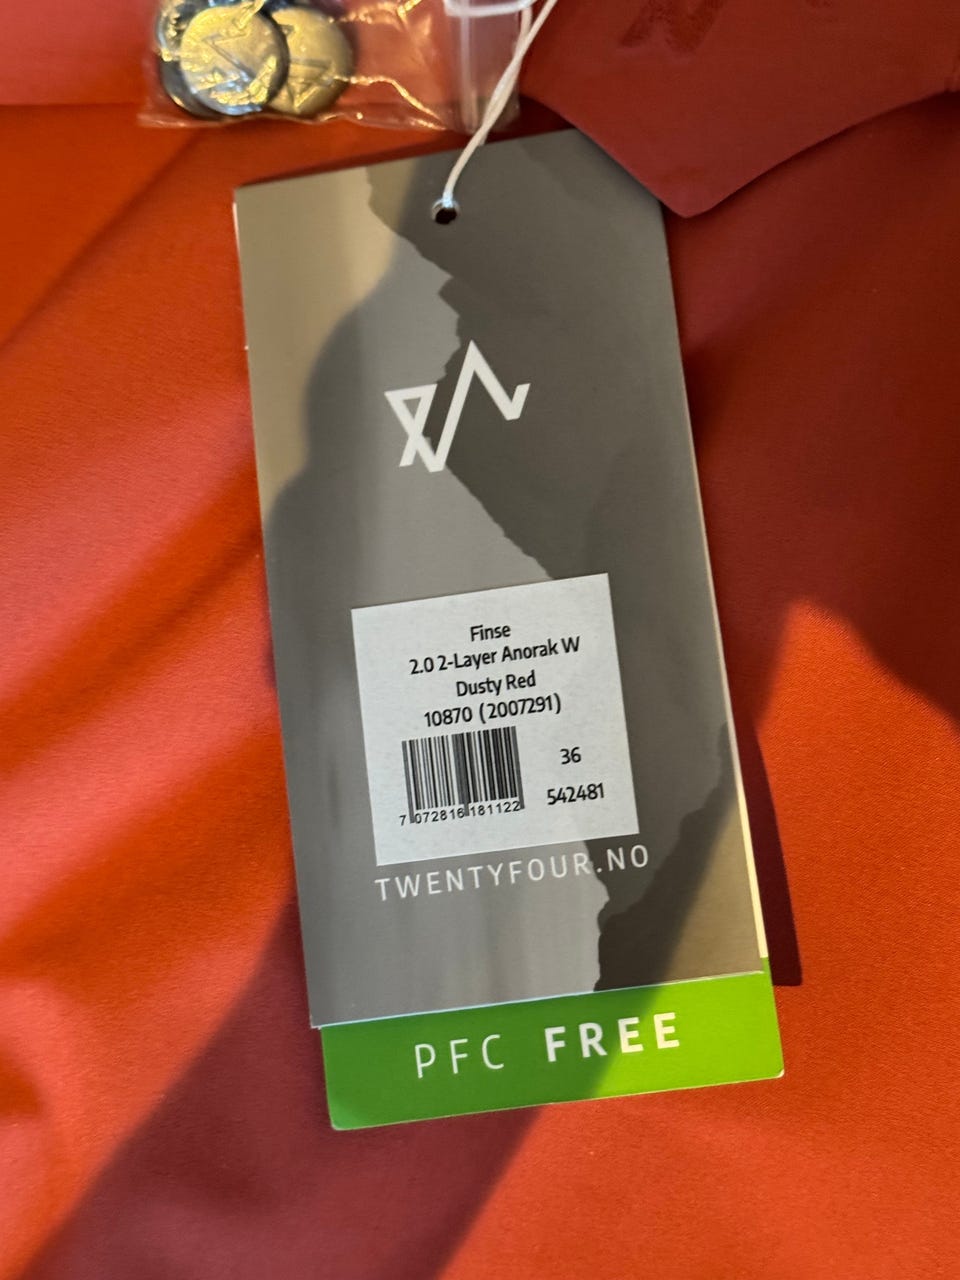 Finse
2.0 2-Layer Anorak W
Dusty Red
10870 (2007291)
36
7 072816 181122
542481
TWENTYFOUR.NO
PFC FREE